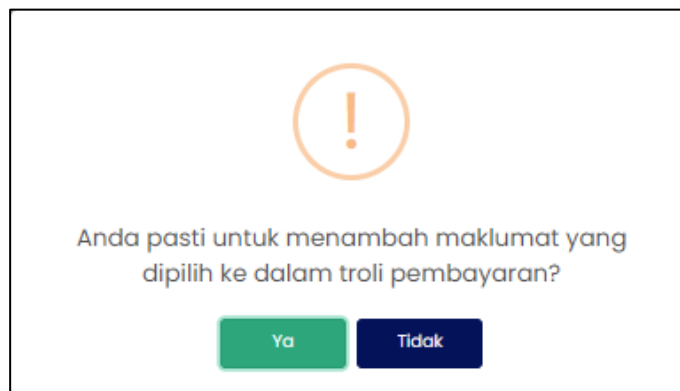 Anda pasti untuk menambah maklumat yang
dipilih ke dalam troli pembayaran?
Ya
Tidak